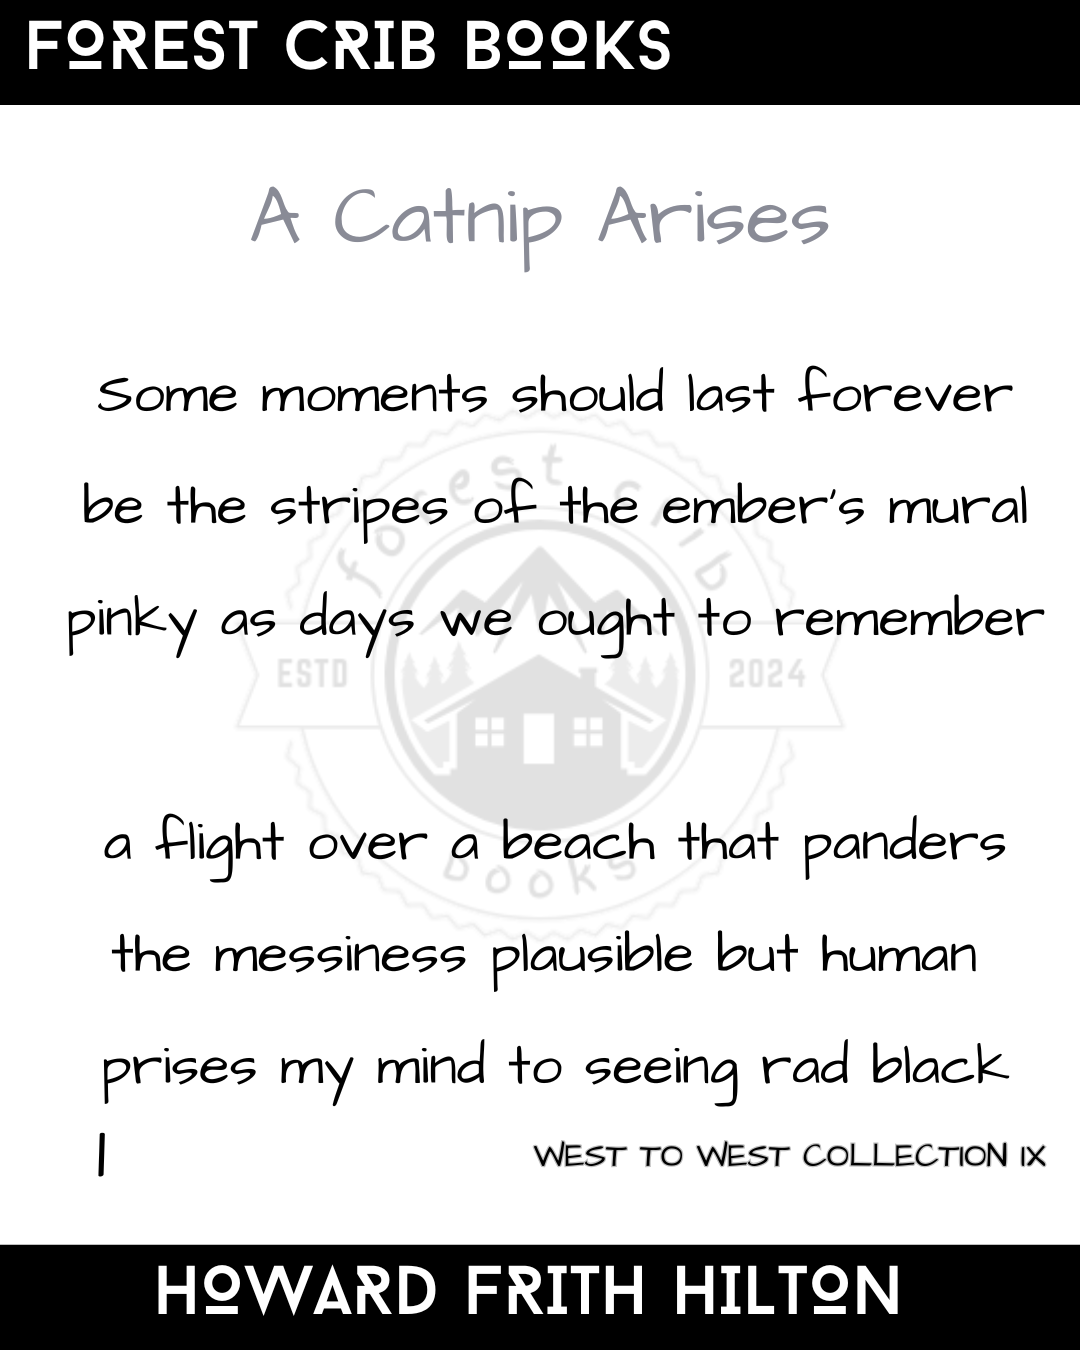 FOREST CRIB BOOKS
A Catnip Arises
Some moments should last forever
be the stripes of the ember's mural
pinky as days we ought to remember
forest crib
ESTD 2024
a flight over a beach that panders
books
the messiness plausible but human
prises my mind to seeing rad black
I
WEST TO WEST COLLECTION IX
HOWARD FRITH HILTON